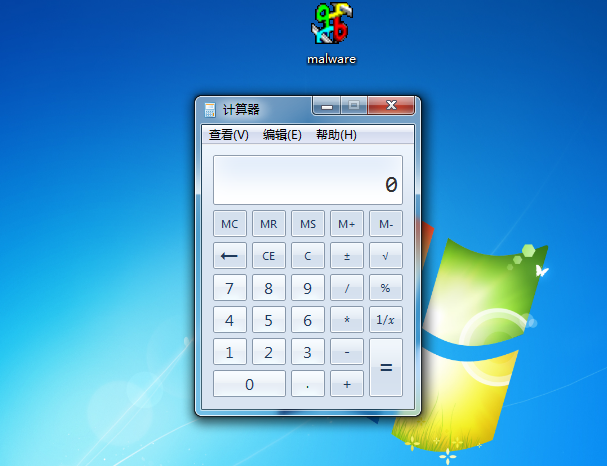 malware
计算器
查看(V) 编辑(E) 帮助(H)
0
MC MR MS M+ M-
← CE C ± √
7 8 9 / %
4 5 6 * 1/x
1 2 3 - =
0 . +